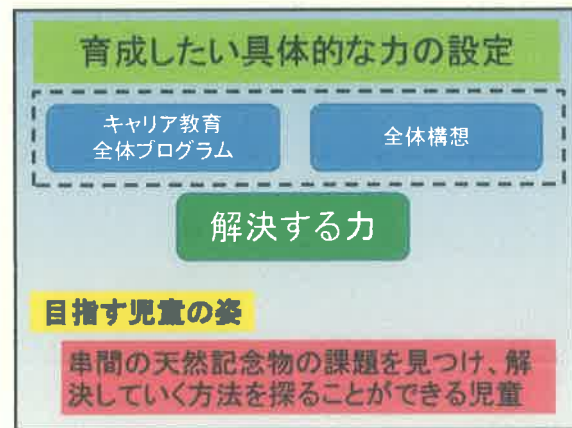 育成したい具体的な力の設定
キャリア教育
全体プログラム
全体構想
解決する力
目指す児童の姿
串間の天然記念物の課題を見つけ、解
決していく方法を探ることができる児童